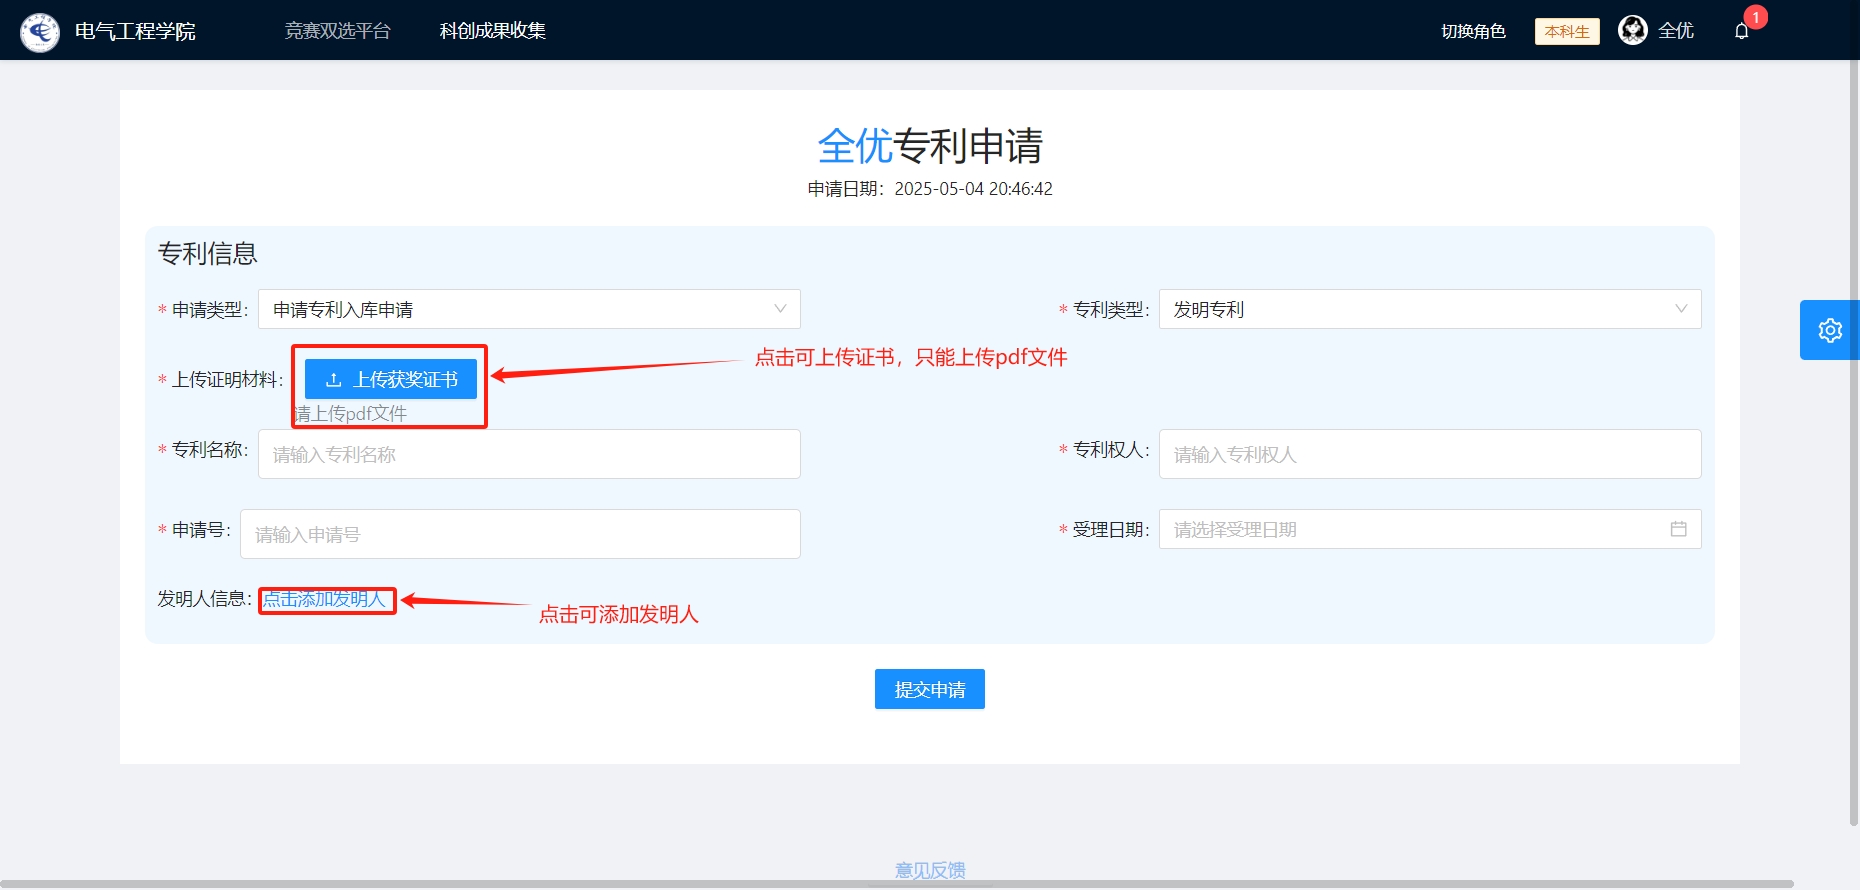 电气工程学院 竞赛双选平台 科创成果收集 切换角色 本科生 全优 1
全优专利申请
申请日期：2025-05-04 20:46:42
专利信息
* 申请类型： 申请专利入库申请 * 专利类型： 发明专利
点击可上传证书，只能上传pdf文件
* 上传证明材料： 上传获奖证书
请上传pdf文件
* 专利名称： 请输入专利名称 * 专利权人： 请输入专利权人
* 申请号： 请输入申请号 * 受理日期： 请选择受理日期
发明人信息： 点击添加发明人
点击可添加发明人
提交申请
意见反馈